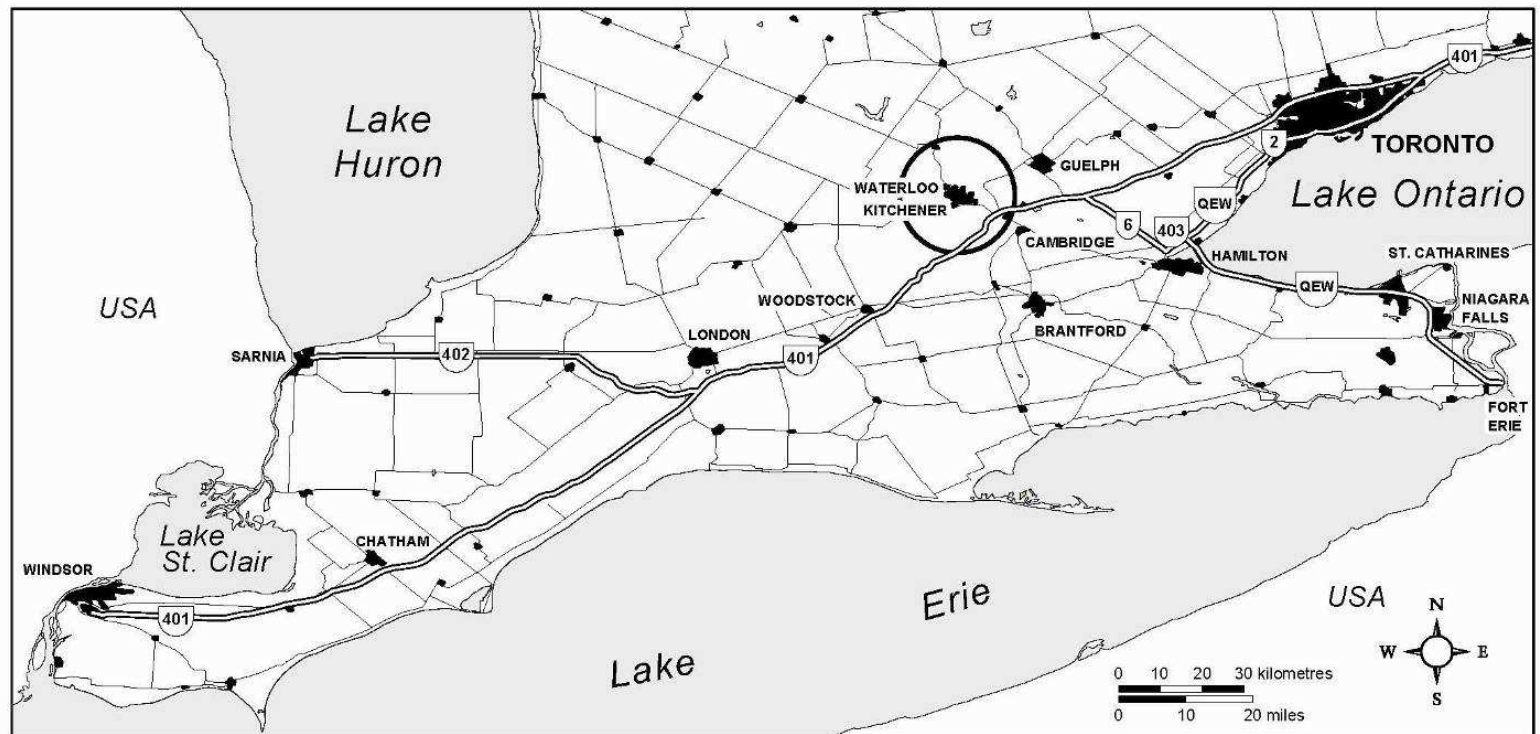 401
Lake
Huron
2
TORONTO
GUELPH
WATERLOO
KITCHENER
Lake Ontario
QEW
6
403
CAMBRIDGE
HAMILTON
ST. CATHARINES
USA
QEW
WOODSTOCK
NIAGARA
FALLS
BRANTFORD
LONDON
SARNIA
402
401
FORT
ERIE
Lake
St. Clair
CHATHAM
WINDSOR
401
Erie
Lake
USA
N
W E
S
0 10 20 30 kilometres
0 10 20 miles